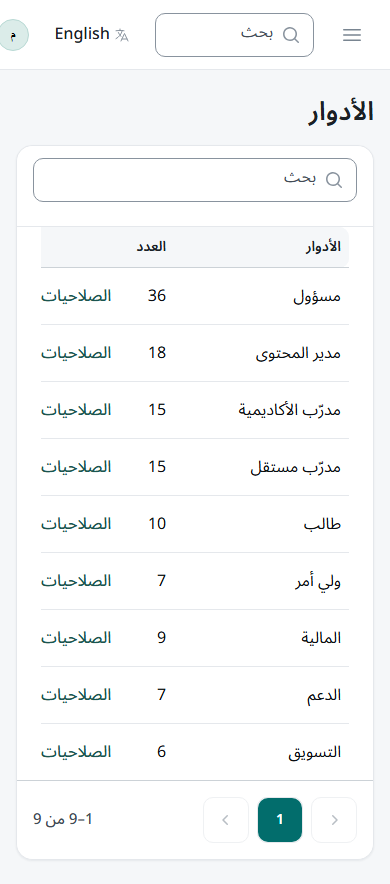 بحث English م
الأدوار
بحث
الأدوار العدد
مسؤول 36 الصلاحيات
مدير المحتوى 18 الصلاحيات
مدرّب الأكاديمية 15 الصلاحيات
مدرّب مستقل 15 الصلاحيات
طالب 10 الصلاحيات
ولي أمر 7 الصلاحيات
المالية 9 الصلاحيات
الدعم 7 الصلاحيات
التسويق 6 الصلاحيات
1 1–9 من 9